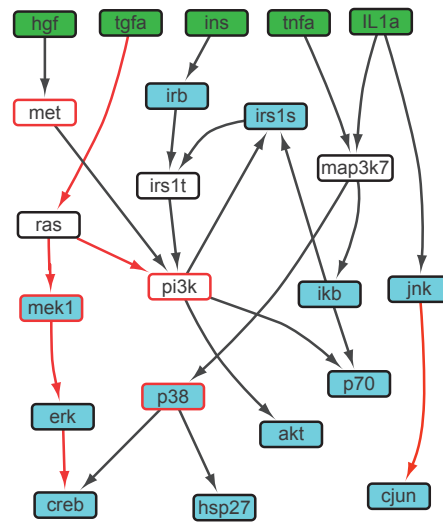 hgf tgfa ins tnfa IL1a
irb
irs1s
met
map3k7
irs1t
ras
pi3k
ikb
jnk
mek1
p70
p38
erk
akt
creb
hsp27
cjun